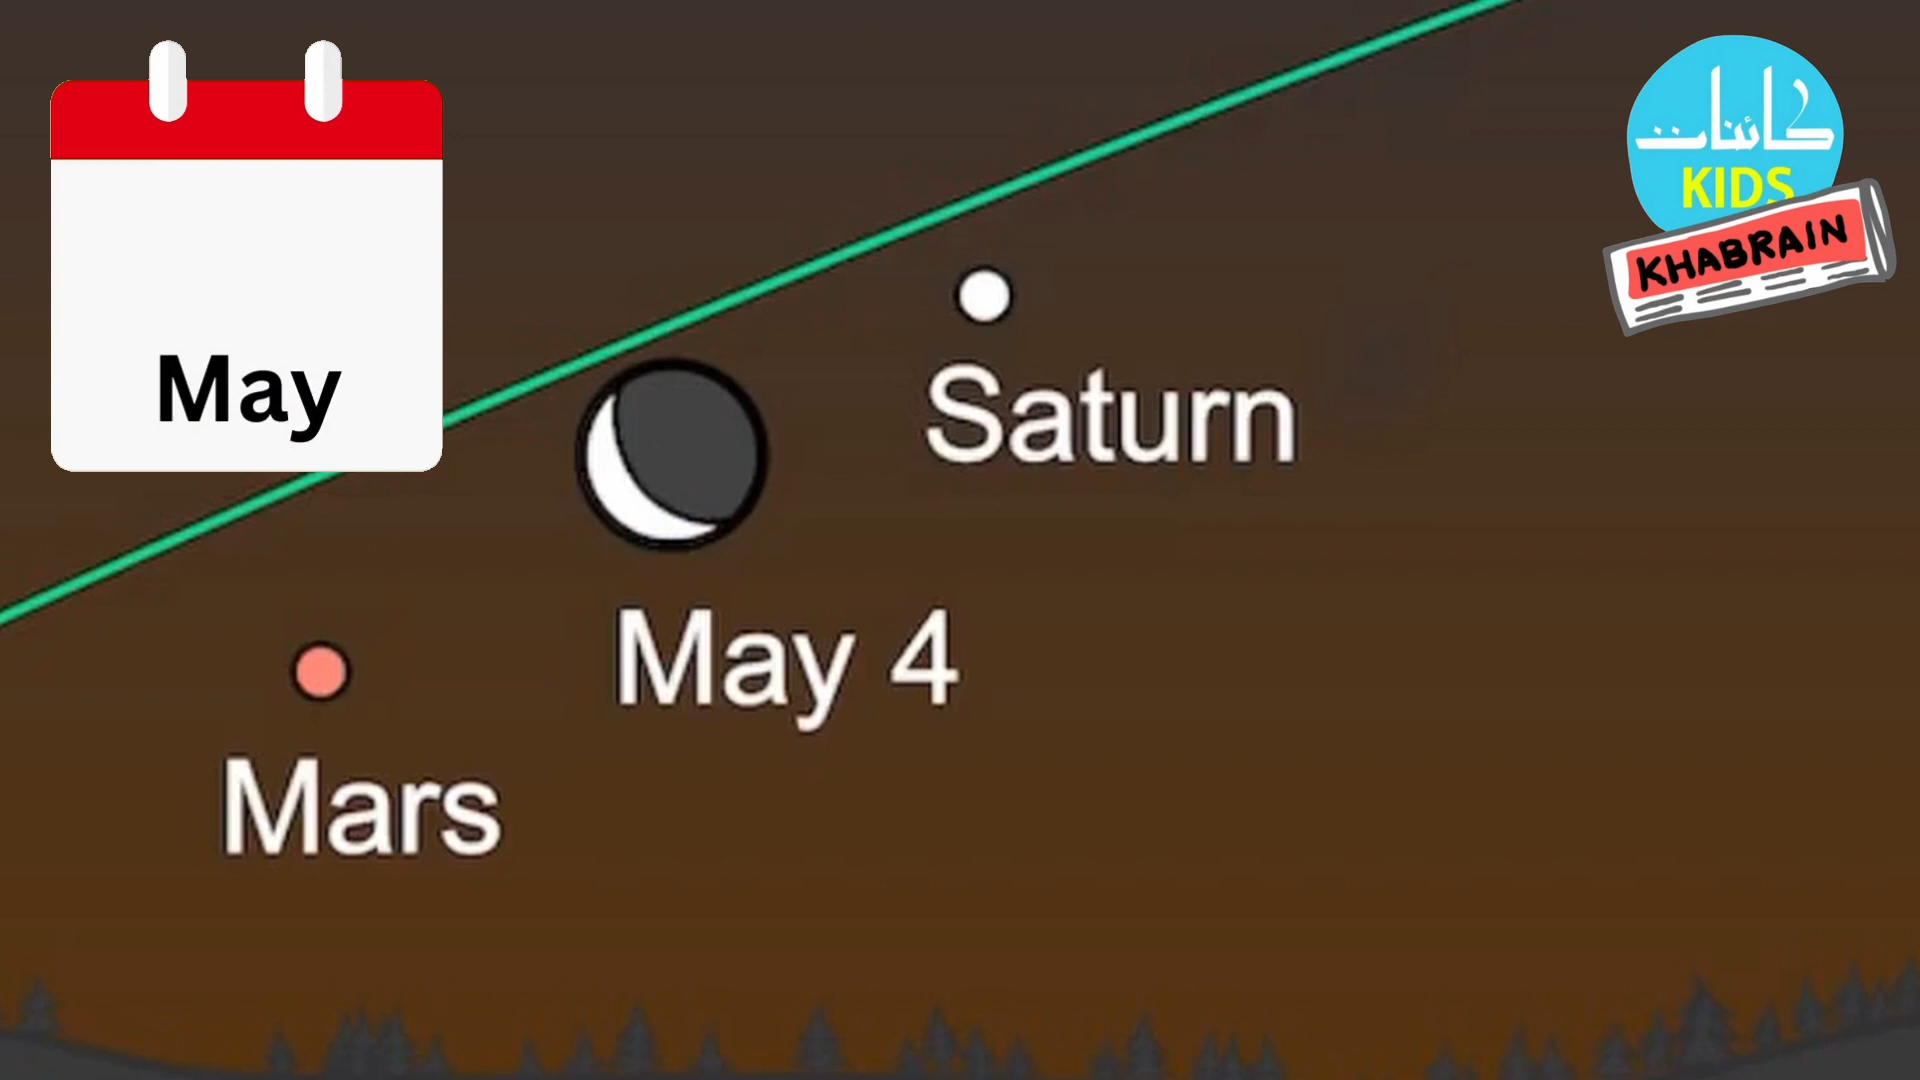 May
کائنات
KIDS
KHABRAIN
Saturn
May 4
Mars